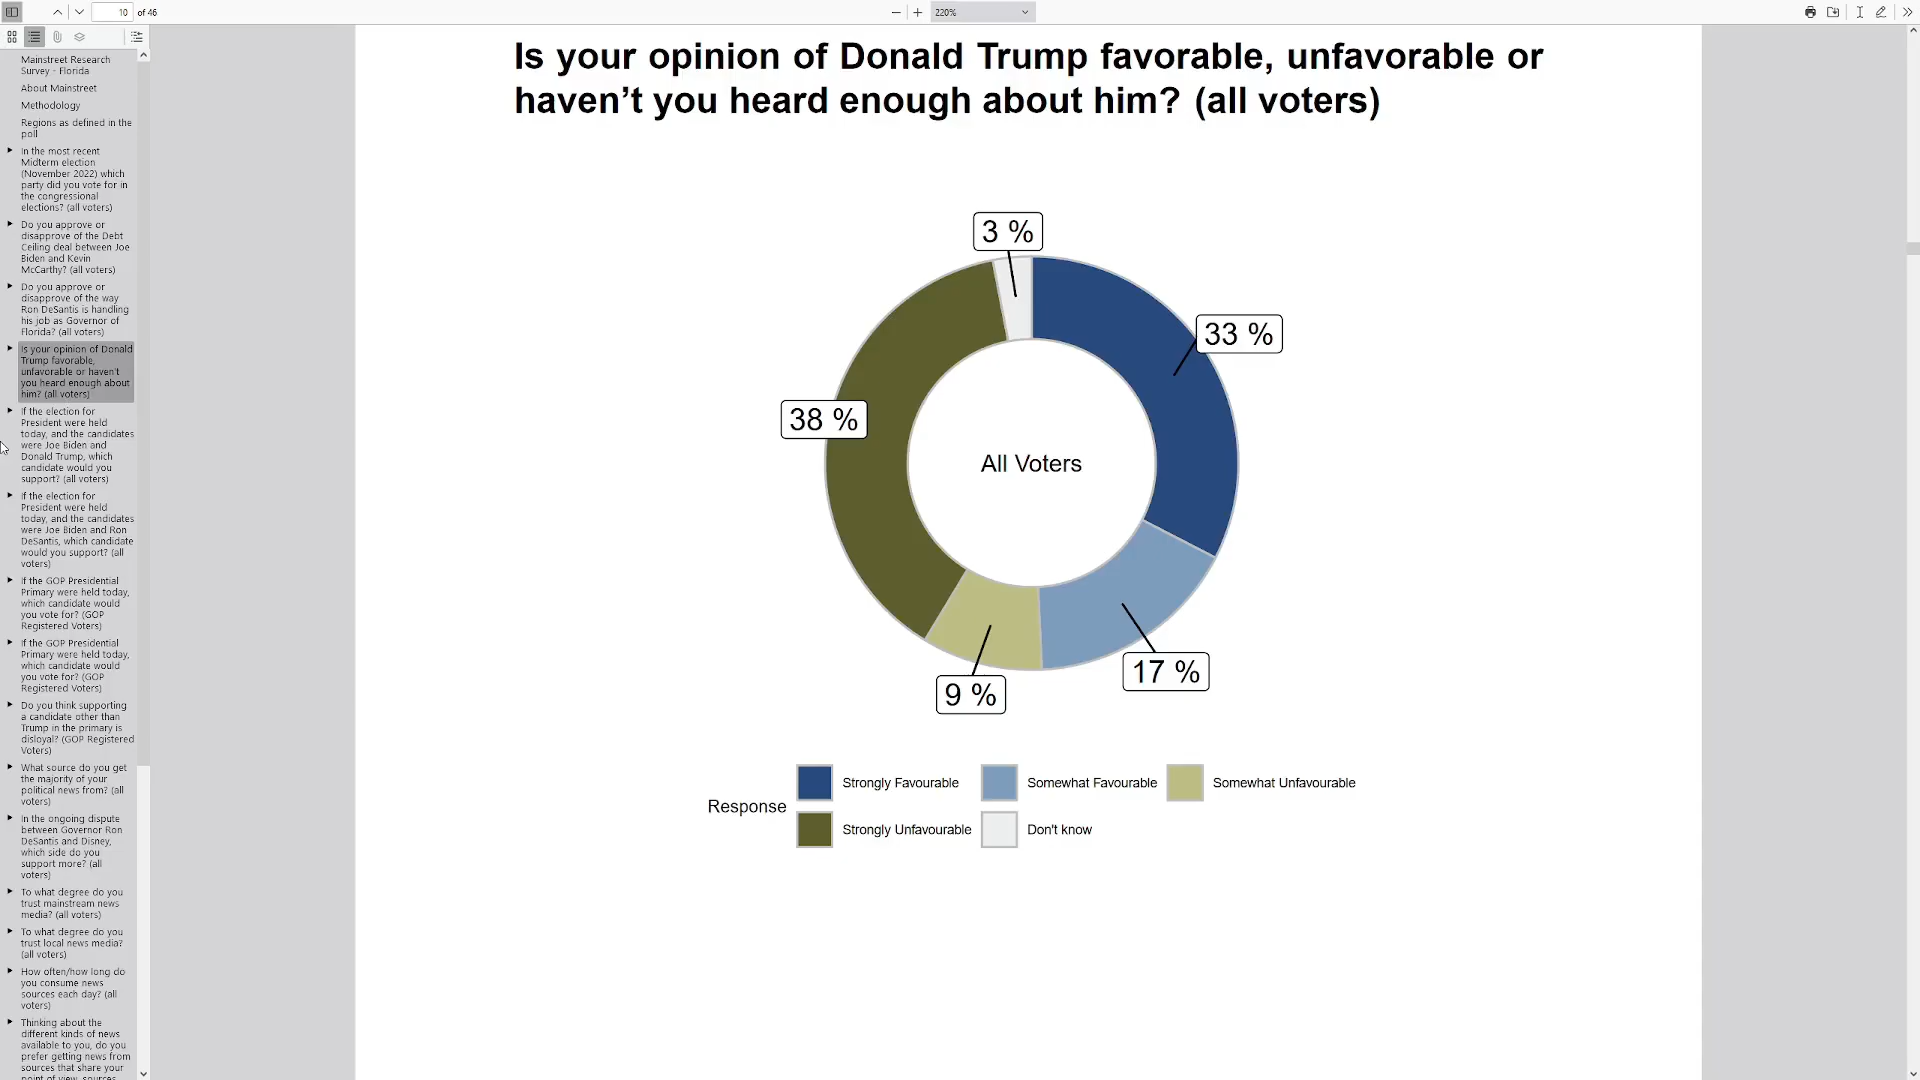 10 of 46
220%
Mainstreet Research
Survey - Florida
About Mainstreet
Methodology
Regions as defined in the
poll
In the most recent
Midterm election
(November 2022) which
party did you vote for in
the congressional
elections? (all voters)
Do you approve or
disapprove of the Debt
Ceiling deal between Joe
Biden and Kevin
McCarthy? (all voters)
Do you approve or
disapprove of the way
Ron DeSantis is handling
his job as Governor of
Florida? (all voters)
Is your opinion of Donald
Trump favorable,
unfavorable or haven't
you heard enough about
him? (all voters)
If the election for
President were held
today, and the candidates
were Joe Biden and
Donald Trump, which
candidate would you
support? (all voters)
If the election for
President were held
today, and the candidates
were Joe Biden and Ron
DeSantis, which candidate
would you support? (all
voters)
If the GOP Presidential
Primary were held today,
which candidate would
you vote for? (GOP
Registered Voters)
If the GOP Presidential
Primary were held today,
which candidate would
you vote for? (GOP
Registered Voters)
Do you think supporting
a candidate other than
Trump in the primary is
disloyal? (GOP Registered
Voters)
What source do you get
the majority of your
political news from? (all
voters)
In the ongoing dispute
between Governor Ron
DeSantis and Disney,
which side do you
support more? (all
voters)
To what degree do you
trust mainstream news
media? (all voters)
To what degree do you
trust local news media?
(all voters)
How often/how long do
you consume news
sources each day? (all
voters)
Thinking about the
different kinds of news
available to you, do you
prefer getting news from
sources that share your
point of view, sources
Is your opinion of Donald Trump favorable, unfavorable or
haven’t you heard enough about him? (all voters)
3 %
33 %
38 %
All Voters
17 %
9 %
Response
Strongly Favourable
Somewhat Favourable
Somewhat Unfavourable
Strongly Unfavourable
Don't know